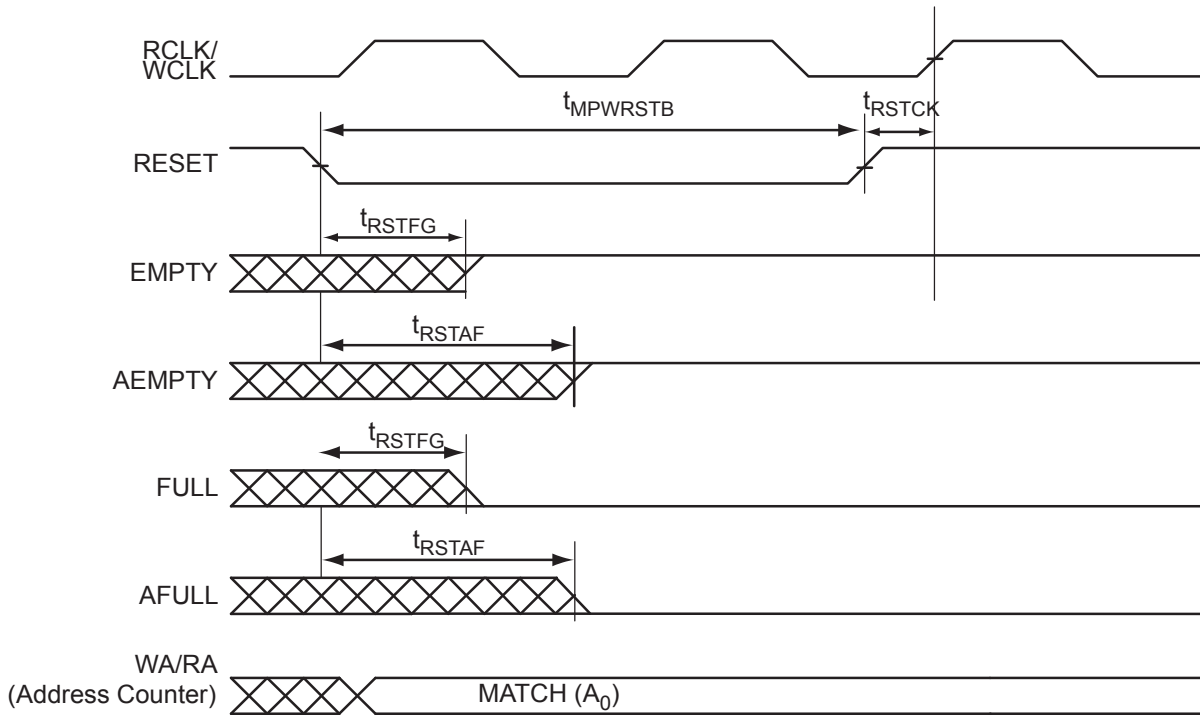 RCLK/
WCLK
tMPWRSTB
tRSTCK
RESET
tRSTFG
EMPTY
tRSTAF
AEMPTY
tRSTFG
FULL
tRSTAF
AFULL
WA/RA
(Address Counter)
MATCH (A0)